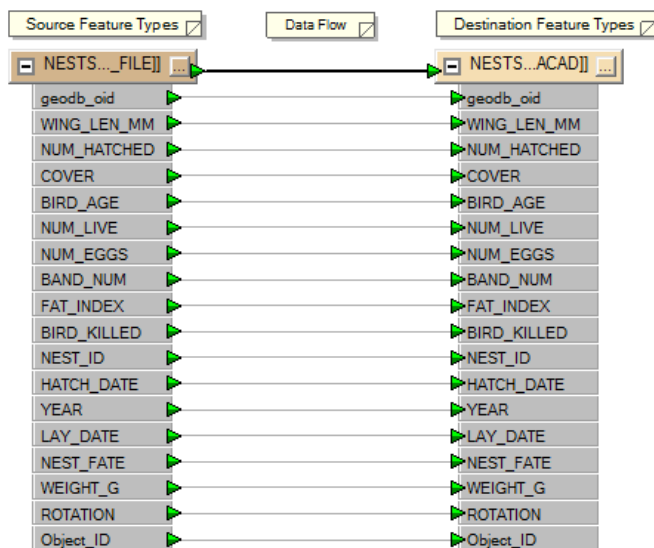 Source Feature Types
Data Flow
Destination Feature Types
NESTS..._FILE]] ...
NESTS...ACAD]] ...
geodb_oid geodb_oid
WING_LEN_MM WING_LEN_MM
NUM_HATCHED NUM_HATCHED
COVER COVER
BIRD_AGE BIRD_AGE
NUM_LIVE NUM_LIVE
NUM_EGGS NUM_EGGS
BAND_NUM BAND_NUM
FAT_INDEX FAT_INDEX
BIRD_KILLED BIRD_KILLED
NEST_ID NEST_ID
HATCH_DATE HATCH_DATE
YEAR YEAR
LAY_DATE LAY_DATE
NEST_FATE NEST_FATE
WEIGHT_G WEIGHT_G
ROTATION ROTATION
Object_ID Object_ID